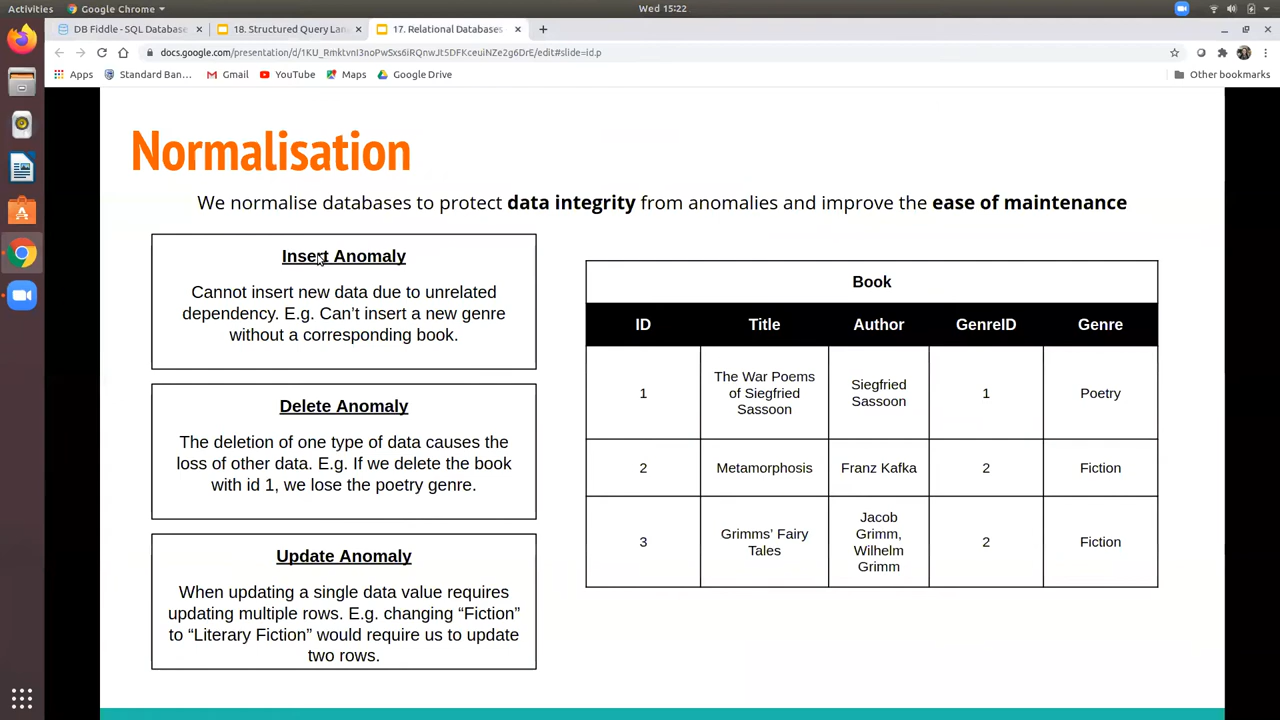 Activities
Google Chrome
Wed 15:22
DB Fiddle - SQL Database
18. Structured Query Lan
17. Relational Databases
docs.google.com/presentation/d/1KU_RmktvnI3noPwSxs6iRQnwJt5DFKceuiNZe2g6DrE/edit#slide=id.p
Apps
Standard Ban...
Gmail
YouTube
Maps
Google Drive
Other bookmarks
Normalisation
We normalise databases to protect data integrity from anomalies and improve the ease of maintenance
Insert Anomaly
Cannot insert new data due to unrelated
dependency. E.g. Can’t insert a new genre
without a corresponding book.
Delete Anomaly
The deletion of one type of data causes the
loss of other data. E.g. If we delete the book
with id 1, we lose the poetry genre.
Update Anomaly
When updating a single data value requires
updating multiple rows. E.g. changing “Fiction”
to “Literary Fiction” would require us to update
two rows.
Book
ID Title Author GenreID Genre
1 The War Poems of Siegfried Sassoon Siegfried Sassoon 1 Poetry
2 Metamorphosis Franz Kafka 2 Fiction
3 Grimms’ Fairy Tales Jacob Grimm, Wilhelm Grimm 2 Fiction